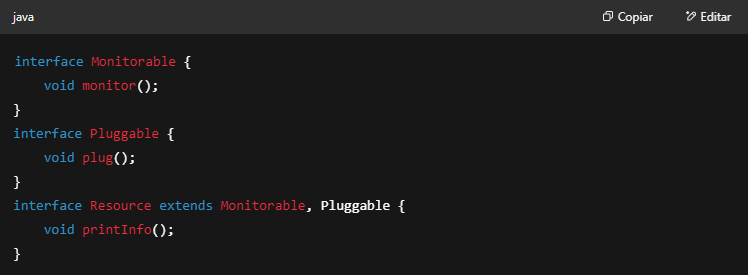 java Copiar Editar
interface Monitorable {
    void monitor();
}
interface Pluggable {
    void plug();
}
interface Resource extends Monitorable, Pluggable {
    void printInfo();
}